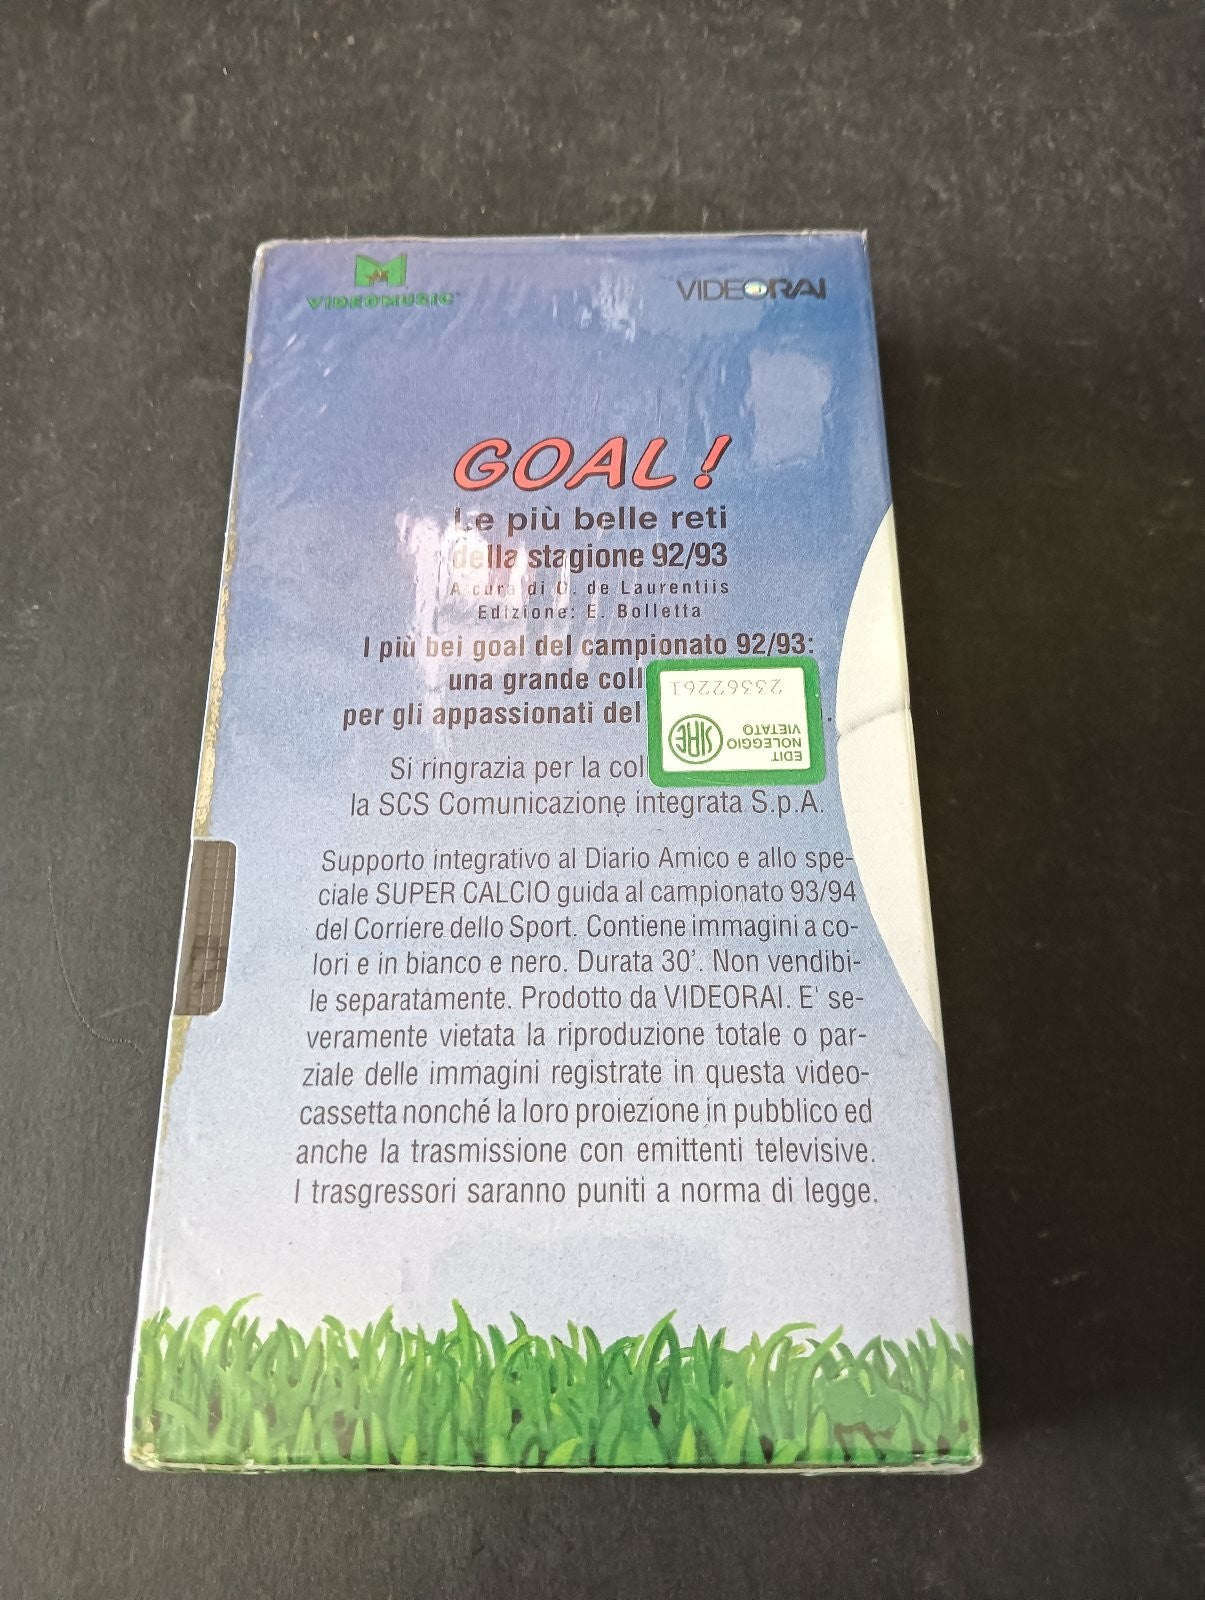 VIDEOMUSIC
VIDEORAI
GOAL!
Le più belle reti
della stagione 92/93
A cura di G. de Laurentiis
Edizione: E. Bolletta
I più bei goal del campionato 92/93:
una grande coll
per gli appassionati del
.
23362261
SIAE
EDIT
NOLEGGIO
VIETATO
Si ringrazia per la col
la SCS Comunicazione integrata S.p.A.
Supporto integrativo al Diario Amico e allo spe-
ciale SUPER CALCIO guida al campionato 93/94
del Corriere dello Sport. Contiene immagini a co-
lori e in bianco e nero. Durata 30'. Non vendibi-
le separatamente. Prodotto da VIDEORAI. E' se-
veramente vietata la riproduzione totale o par-
ziale delle immagini registrate in questa video-
cassetta nonché la loro proiezione in pubblico ed
anche la trasmissione con emittenti televisive.
I trasgressori saranno puniti a norma di legge.